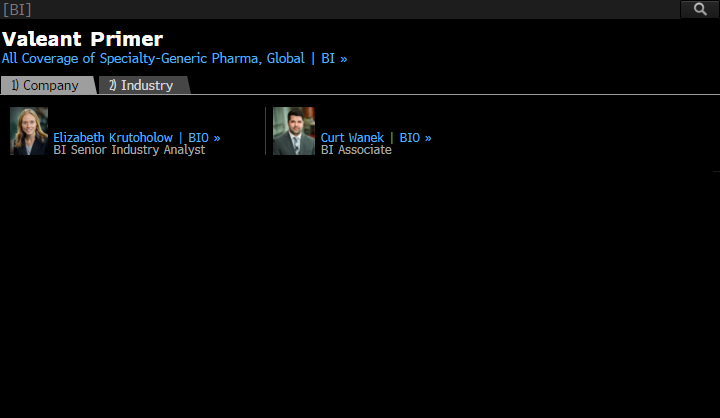 [BI]
Valeant Primer
All Coverage of Specialty-Generic Pharma, Global | BI »
1) Company 2) Industry
Elizabeth Krutoholow | BIO » Curt Wanek | BIO »
BI Senior Industry Analyst BI Associate